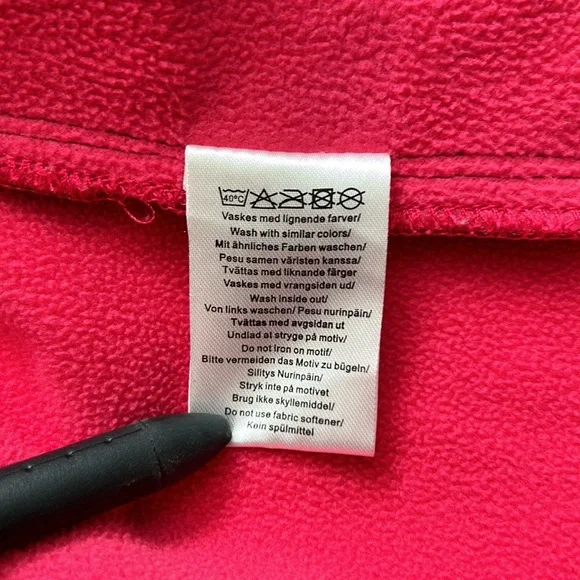 40°C
Vaskes med lignende farver/
Wash with similar colors/
Mit ähnliches Farben waschen/
Pesu samen väristen kanssa/
Tvättas med liknande färger
Vaskes med vrangsiden ud/
Wash inside out/
Von links waschen/ Pesu nurinpäin/
Tvättas med avgsidan ut
Undlad at stryge på motiv/
Do not Iron on motif/
Bitte vermeiden das Motiv zu bügeln/
Silitys Nurinpäin/
Stryk inte på motivet
Brug ikke skyllemiddel/
Do not use fabric softener/
Kein spülmittel